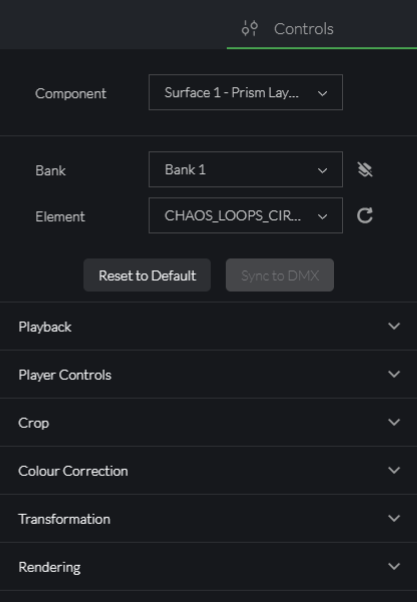 Controls
Component
Surface 1 - Prism Lay...
Bank
Bank 1
Element
CHAOS_LOOPS_CIR...
Reset to Default
Sync to DMX
Playback
Player Controls
Crop
Colour Correction
Transformation
Rendering